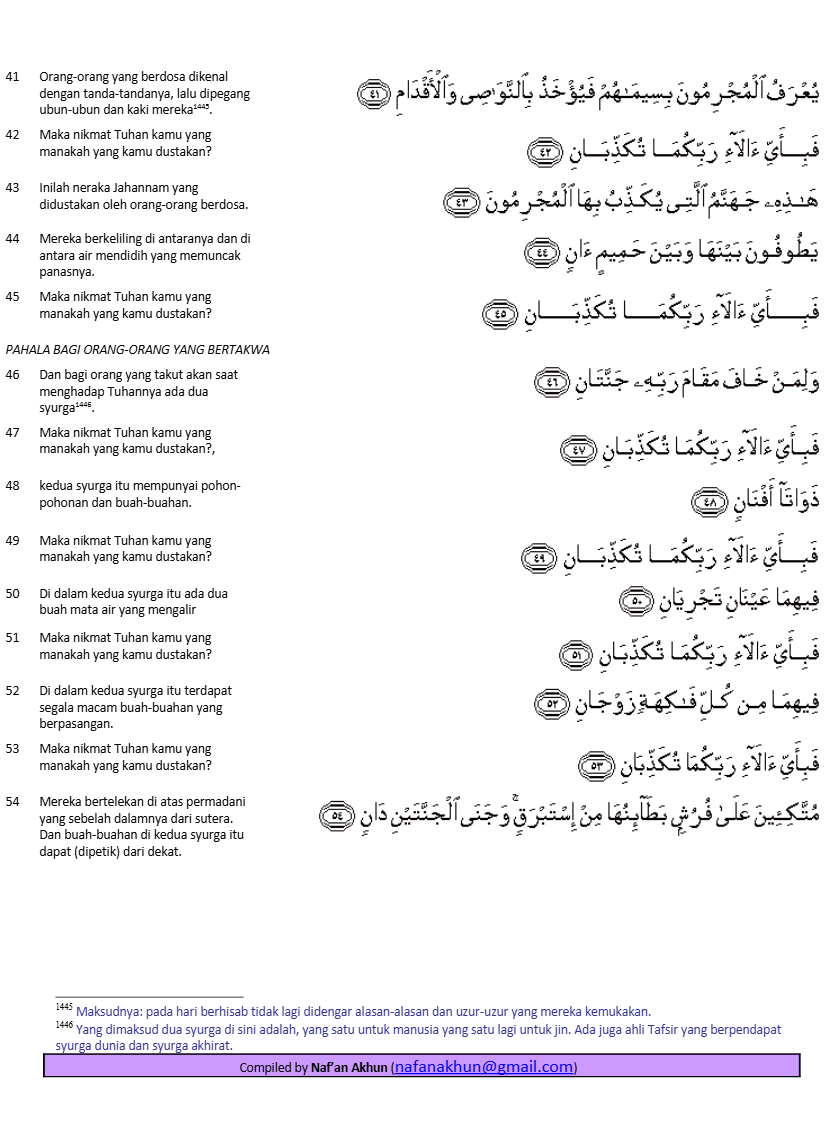 41 Orang-orang yang berdosa dikenal
dengan tanda-tandanya, lalu dipegang
ubun-ubun dan kaki mereka¹⁴⁴⁵.
يُعْرَفُ ٱلْمُجْرِمُونَ بِسِيمَـٰهُمْ فَيُؤْخَذُ بِٱلنَّوَٰصِى وَٱلْأَقْدَامِ ﴿٤١﴾
42 Maka nikmat Tuhan kamu yang
manakah yang kamu dustakan?
فَبِأَىِّ ءَالَآءِ رَبِّكُمَا تُكَذِّبَانِ ﴿٤٢﴾
43 Inilah neraka Jahannam yang
didustakan oleh orang-orang berdosa.
هَـٰذِهِۦ جَهَنَّمُ ٱلَّتِى يُكَذِّبُ بِهَا ٱلْمُجْرِمُونَ ﴿٤٣﴾
44 Mereka berkeliling di antaranya dan di
antara air mendidih yang memuncak
panasnya.
يَطُوفُونَ بَيْنَهَا وَبَيْنَ حَمِيمٍ ءَانٍ ﴿٤٤﴾
45 Maka nikmat Tuhan kamu yang
manakah yang kamu dustakan?
فَبِأَىِّ ءَالَآءِ رَبِّكُمَا تُكَذِّبَانِ ﴿٤٥﴾
PAHALA BAGI ORANG-ORANG YANG BERTAKWA
46 Dan bagi orang yang takut akan saat
menghadap Tuhannya ada dua
syurga¹⁴⁴⁶.
وَلِمَنْ خَافَ مَقَامَ رَبِّهِۦ جَنَّتَانِ ﴿٤٦﴾
47 Maka nikmat Tuhan kamu yang
manakah yang kamu dustakan?,
فَبِأَىِّ ءَالَآءِ رَبِّكُمَا تُكَذِّبَانِ ﴿٤٧﴾
48 kedua syurga itu mempunyai pohon-
pohonan dan buah-buahan.
ذَوَاتَآ أَفْنَانٍ ﴿٤٨﴾
49 Maka nikmat Tuhan kamu yang
manakah yang kamu dustakan?
فَبِأَىِّ ءَالَآءِ رَبِّكُمَا تُكَذِّبَانِ ﴿٤٩﴾
50 Di dalam kedua syurga itu ada dua
buah mata air yang mengalir
فِيهِمَا عَيْنَانِ تَجْرِيَانِ ﴿٥٠﴾
51 Maka nikmat Tuhan kamu yang
manakah yang kamu dustakan?
فَبِأَىِّ ءَالَآءِ رَبِّكُمَا تُكَذِّبَانِ ﴿٥١﴾
52 Di dalam kedua syurga itu terdapat
segala macam buah-buahan yang
berpasangan.
فِيهِمَا مِن كُلِّ فَـٰكِهَةٍ زَوْجَانِ ﴿٥٢﴾
53 Maka nikmat Tuhan kamu yang
manakah yang kamu dustakan?
فَبِأَىِّ ءَالَآءِ رَبِّكُمَا تُكَذِّبَانِ ﴿٥٣﴾
54 Mereka bertelekan di atas permadani
yang sebelah dalamnya dari sutera.
Dan buah-buahan di kedua syurga itu
dapat (dipetik) dari dekat.
مُتَّكِـِٔينَ عَلَىٰ فُرُشٍۭ بَطَآئِنُهَا مِنْ إِسْتَبْرَقٍ ۚ وَجَنَى ٱلْجَنَّتَيْنِ دَانٍ ﴿٥٤﴾
¹⁴⁴⁵ Maksudnya: pada hari berhisab tidak lagi didengar alasan-alasan dan uzur-uzur yang mereka kemukakan.
¹⁴⁴⁶ Yang dimaksud dua syurga di sini adalah, yang satu untuk manusia yang satu lagi untuk jin. Ada juga ahli Tafsir yang berpendapat
syurga dunia dan syurga akhirat.
Compiled by Naf’an Akhun (nafanakhun@gmail.com)